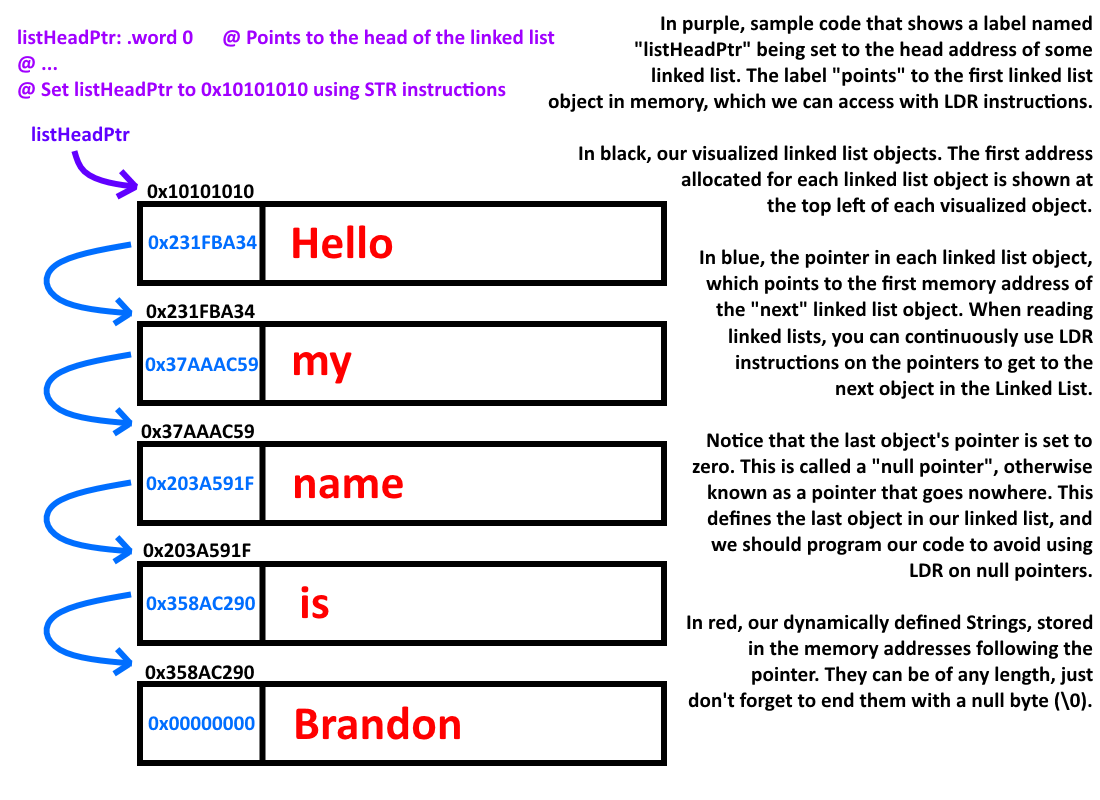 listHeadPtr: .word 0 @ Points to the head of the linked list
@ ...
@ Set listHeadPtr to 0x10101010 using STR instructions
listHeadPtr
0x10101010
0x231FBA34 Hello
0x231FBA34
0x37AAAC59 my
0x37AAAC59
0x203A591F name
0x203A591F
0x358AC290 is
0x358AC290
0x00000000 Brandon
In purple, sample code that shows a label named
"listHeadPtr" being set to the head address of some
linked list. The label "points" to the first linked list
object in memory, which we can access with LDR instructions.
In black, our visualized linked list objects. The first address
allocated for each linked list object is shown at
the top left of each visualized object.
In blue, the pointer in each linked list object,
which points to the first memory address of
the "next" linked list object. When reading
linked lists, you can continuously use LDR
instructions on the pointers to get to the
next object in the Linked List.
Notice that the last object's pointer is set to
zero. This is called a "null pointer", otherwise
known as a pointer that goes nowhere. This
defines the last object in our linked list, and
we should program our code to avoid using
LDR on null pointers.
In red, our dynamically defined Strings, stored
in the memory addresses following the
pointer. They can be of any length, just
don't forget to end them with a null byte (\0).